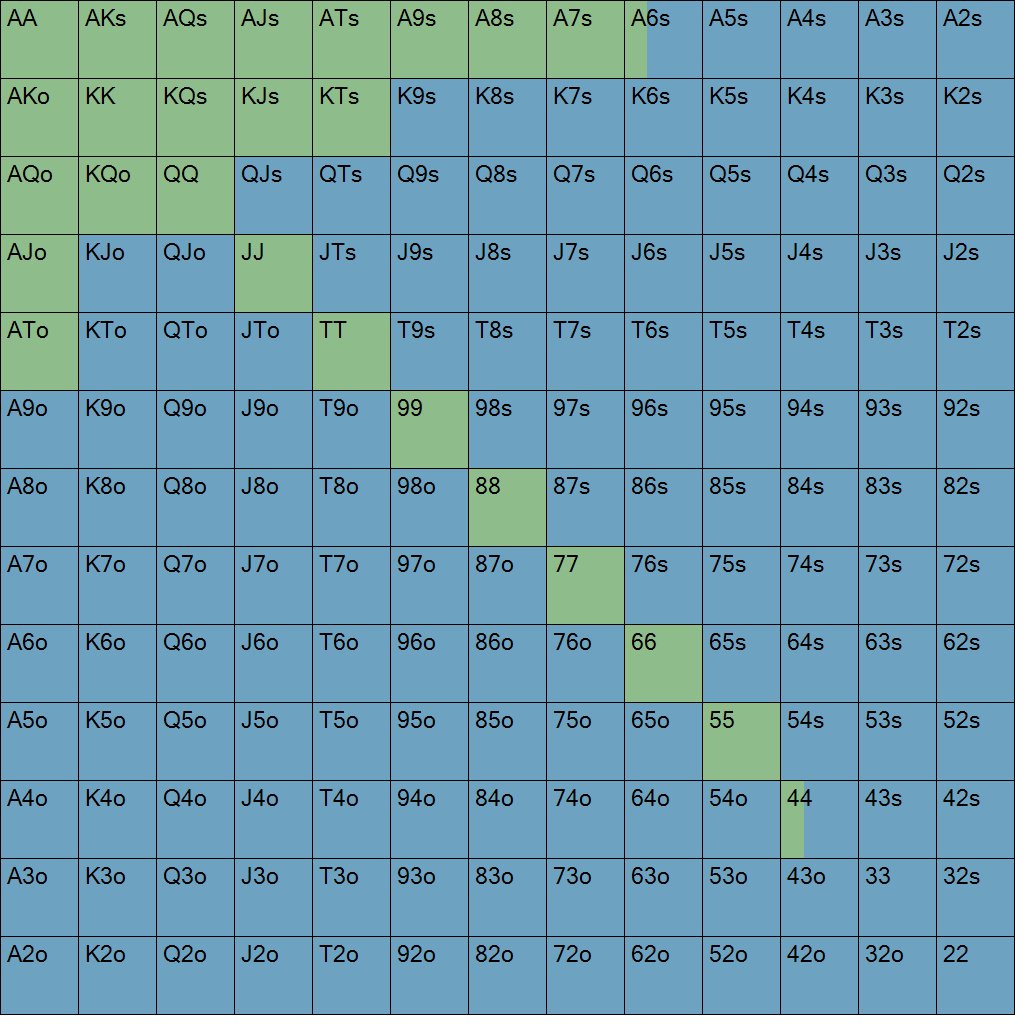 AA AKs AQs AJs ATs A9s A8s A7s A6s A5s A4s A3s A2s
AKo KK KQs KJs KTs K9s K8s K7s K6s K5s K4s K3s K2s
AQo KQo QQ QJs QTs Q9s Q8s Q7s Q6s Q5s Q4s Q3s Q2s
AJo KJo QJo JJ JTs J9s J8s J7s J6s J5s J4s J3s J2s
ATo KTo QTo JTo TT T9s T8s T7s T6s T5s T4s T3s T2s
A9o K9o Q9o J9o T9o 99 98s 97s 96s 95s 94s 93s 92s
A8o K8o Q8o J8o T8o 98o 88 87s 86s 85s 84s 83s 82s
A7o K7o Q7o J7o T7o 97o 87o 77 76s 75s 74s 73s 72s
A6o K6o Q6o J6o T6o 96o 86o 76o 66 65s 64s 63s 62s
A5o K5o Q5o J5o T5o 95o 85o 75o 65o 55 54s 53s 52s
A4o K4o Q4o J4o T4o 94o 84o 74o 64o 54o 44 43s 42s
A3o K3o Q3o J3o T3o 93o 83o 73o 63o 53o 43o 33 32s
A2o K2o Q2o J2o T2o 92o 82o 72o 62o 52o 42o 32o 22